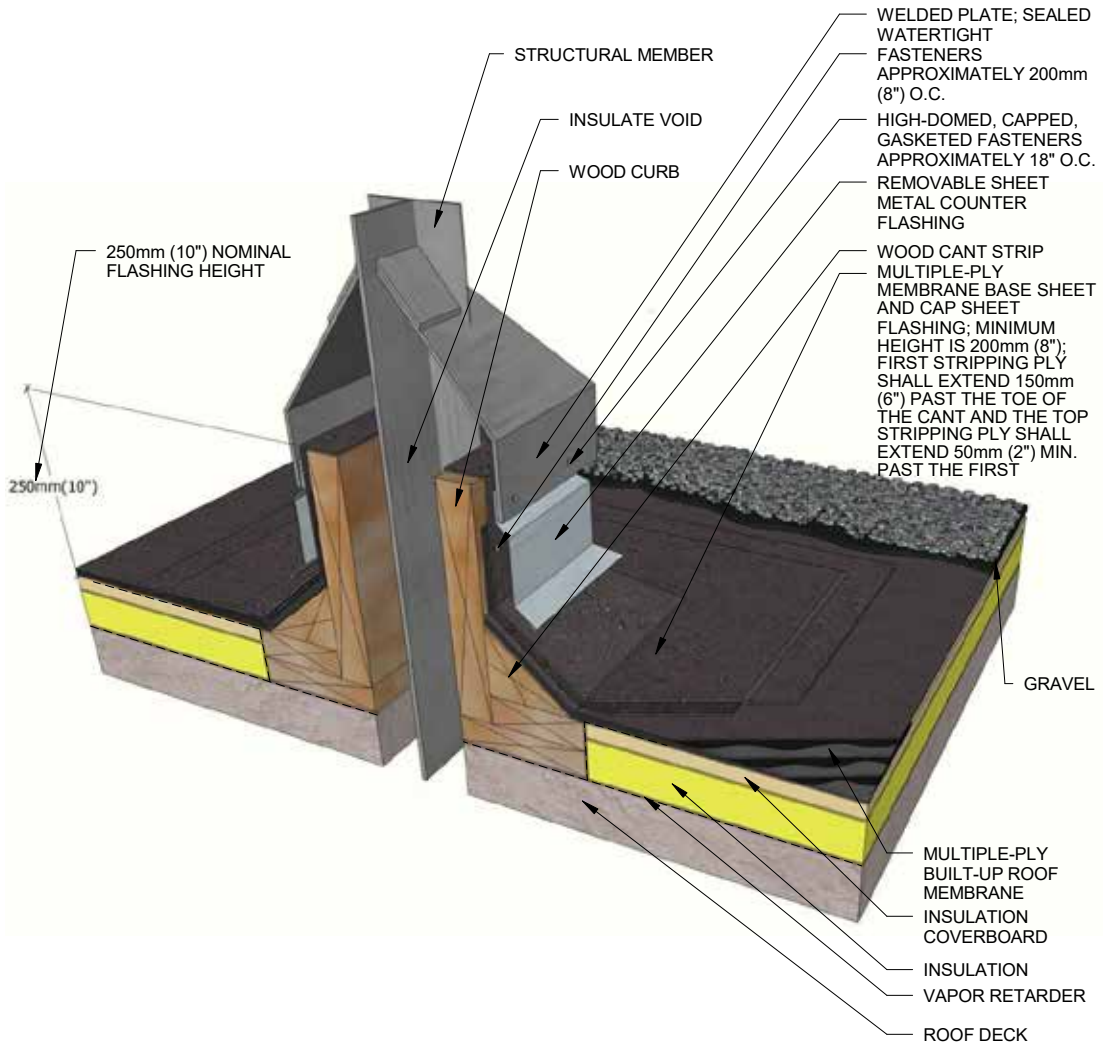 WELDED PLATE; SEALED
WATERTIGHT
STRUCTURAL MEMBER
FASTENERS
APPROXIMATELY 200mm
(8") O.C.
INSULATE VOID
HIGH-DOMED, CAPPED,
GASKETED FASTENERS
APPROXIMATELY 18" O.C.
WOOD CURB
REMOVABLE SHEET
METAL COUNTER
FLASHING
250mm (10") NOMINAL
FLASHING HEIGHT
WOOD CANT STRIP
MULTIPLE-PLY
MEMBRANE BASE SHEET
AND CAP SHEET
FLASHING; MINIMUM
HEIGHT IS 200mm (8");
FIRST STRIPPING PLY
SHALL EXTEND 150mm
(6") PAST THE TOE OF
THE CANT AND THE TOP
STRIPPING PLY SHALL
EXTEND 50mm (2") MIN.
PAST THE FIRST
250mm(10")
GRAVEL
MULTIPLE-PLY
BUILT-UP ROOF
MEMBRANE
INSULATION
COVERBOARD
INSULATION
VAPOR RETARDER
ROOF DECK